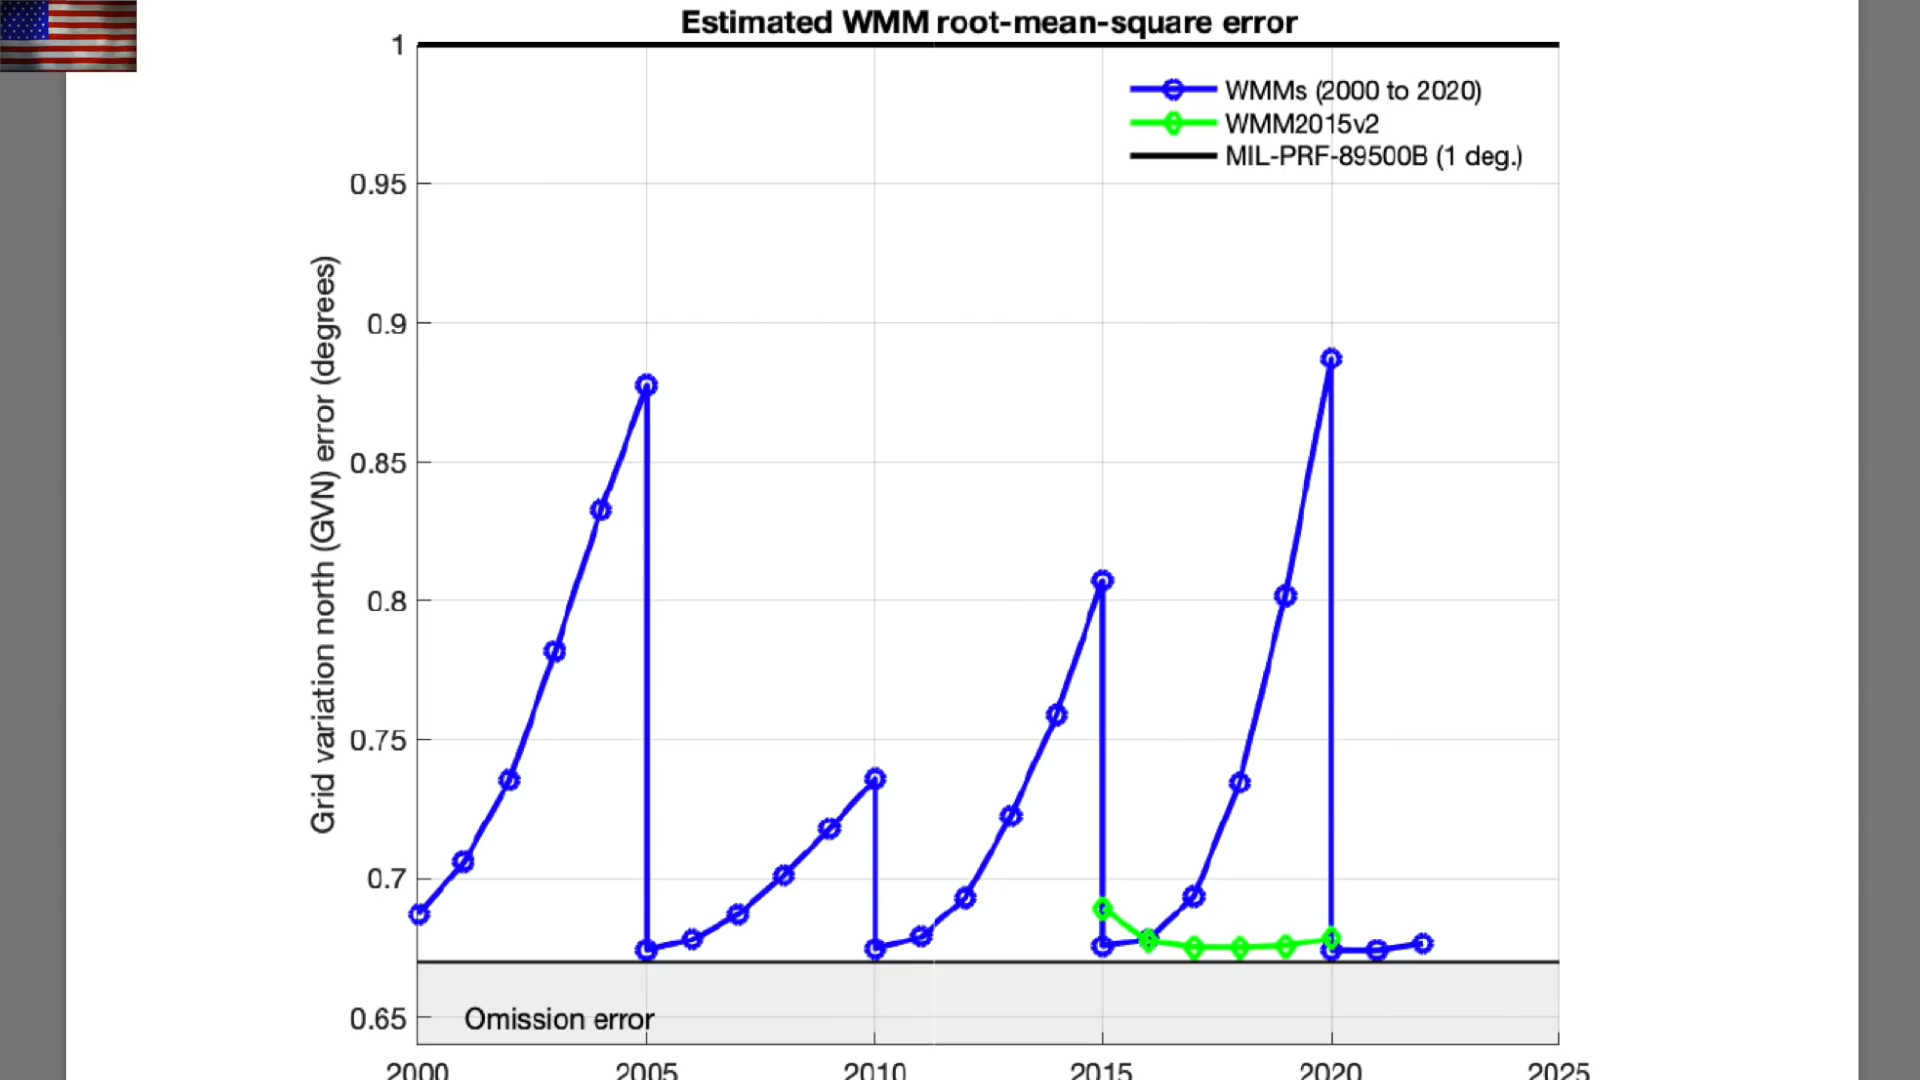 Estimated WMM root-mean-square error
WMMs (2000 to 2020)
WMM2015v2
MIL-PRF-89500B (1 deg.)
Grid variation north (GVN) error (degrees)
1
0.95
0.9
0.85
0.8
0.75
0.7
0.65
Omission error
2000 2005 2010 2015 2020 2025